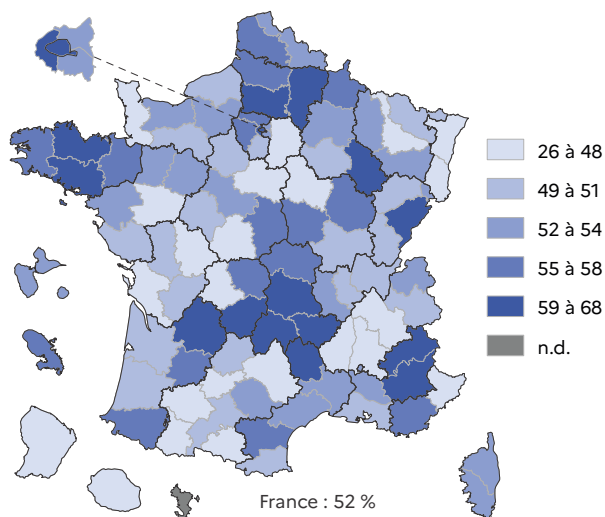 26 à 48
49 à 51
52 à 54
55 à 58
59 à 68
n.d.
France : 52 %